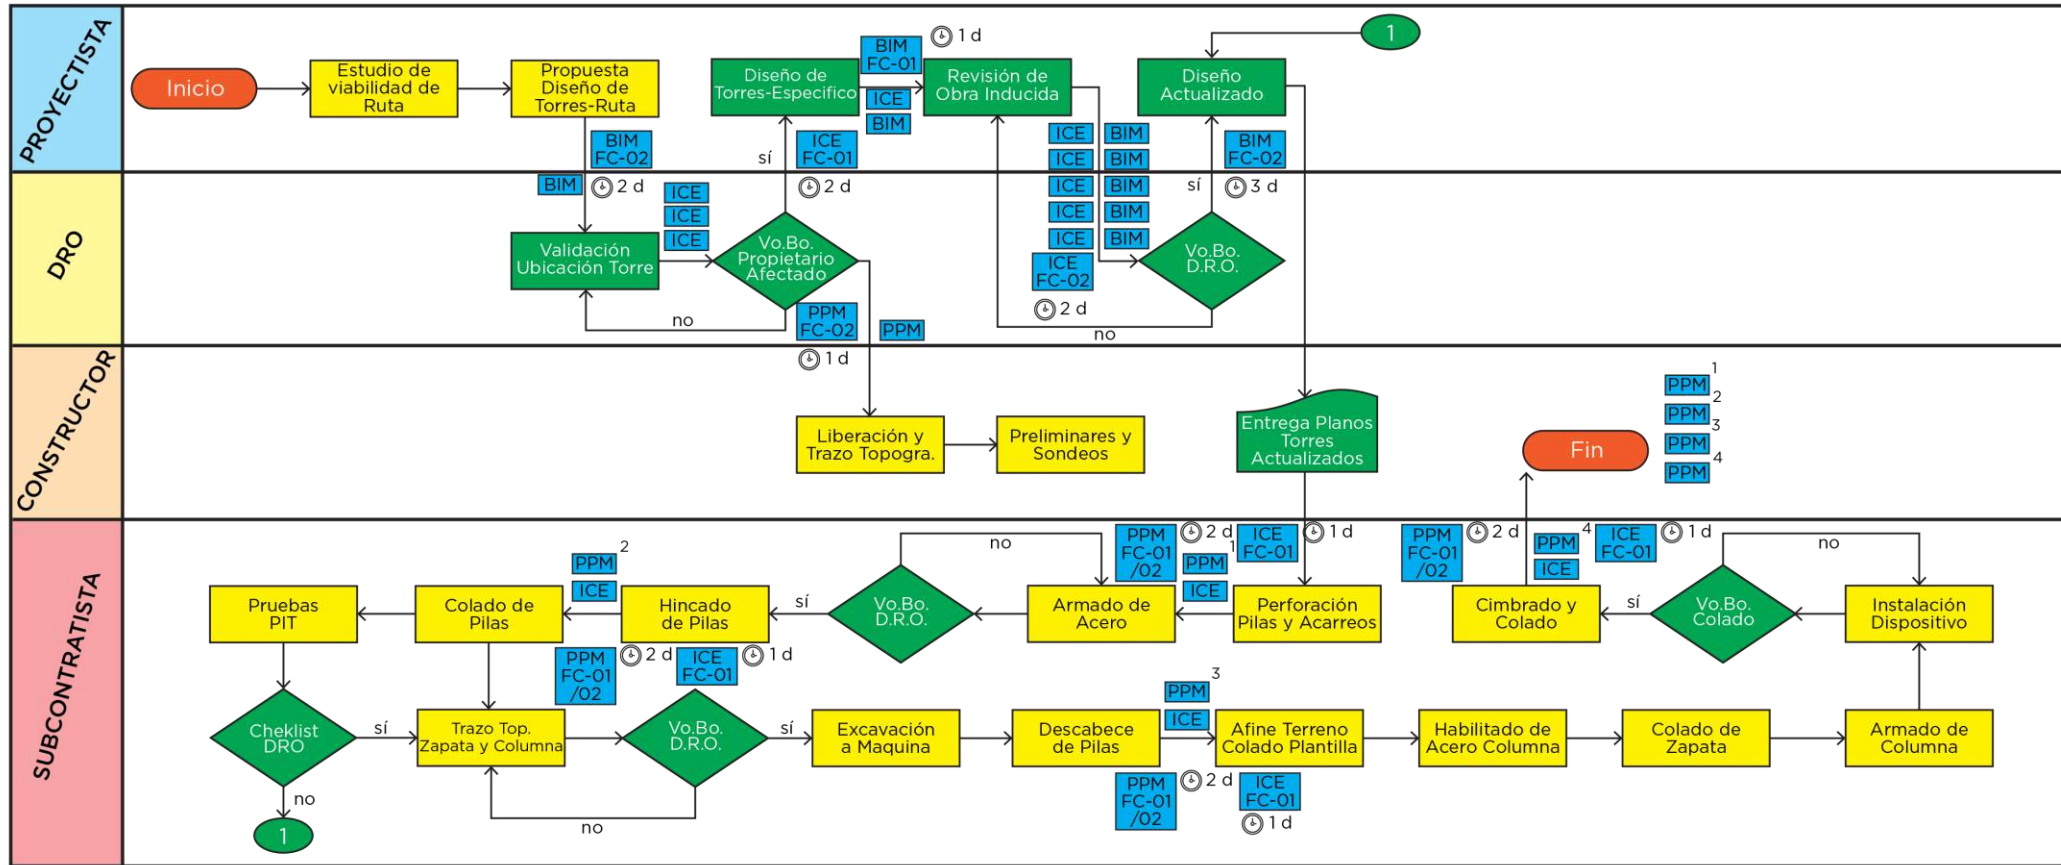 PROYECTISTA
Inicio
Estudio de
viabilidad de
Ruta
Propuesta
Diseño de
Torres-Ruta
BIM
FC-02
2 d
BIM
Diseño de
Torres-Especifico
BIM
FC-01
1 d
ICE
BIM
sí
ICE
FC-01
2 d
Revisión de
Obra Inducida
ICE BIM
ICE BIM
ICE BIM
ICE BIM
ICE BIM
ICE
FC-02
2 d
Diseño
Actualizado
1
BIM
FC-02
sí
3 d
DRO
Validación
Ubicación Torre
ICE
ICE
ICE
Vo.Bo.
Propietario
Afectado
no
PPM
FC-02
PPM
1 d
Vo.Bo.
D.R.O.
no
CONSTRUCTOR
Liberación y
Trazo Topogra.
Preliminares y
Sondeos
Entrega Planos
Torres
Actualizados
Fin
PPM 1
PPM 2
PPM 3
PPM 4
SUBCONTRATISTA
Pruebas
PIT
Colado de
Pilas
PPM 2
ICE
Hincado
de Pilas
sí
Vo.Bo.
D.R.O.
no
Armado de
Acero
PPM
FC-01
/02
2 d
PPM 1
ICE
ICE
FC-01
1 d
Perforación
Pilas y Acarreos
PPM
FC-01
/02
2 d
PPM 4
ICE
ICE
FC-01
1 d
Cimbrado y
Colado
sí
Vo.Bo.
Colado
no
Instalación
Dispositivo
Cheklist
DRO
sí
no
1
Trazo Top.
Zapata y Columna
PPM
FC-01
/02
2 d
ICE
FC-01
1 d
Vo.Bo.
D.R.O.
sí
no
Excavación
a Maquina
Descabece
de Pilas
PPM 3
ICE
PPM
FC-01
/02
2 d
ICE
FC-01
1 d
Afine Terreno
Colado Plantilla
Habilitado de
Acero Columna
Colado de
Zapata
Armado de
Columna